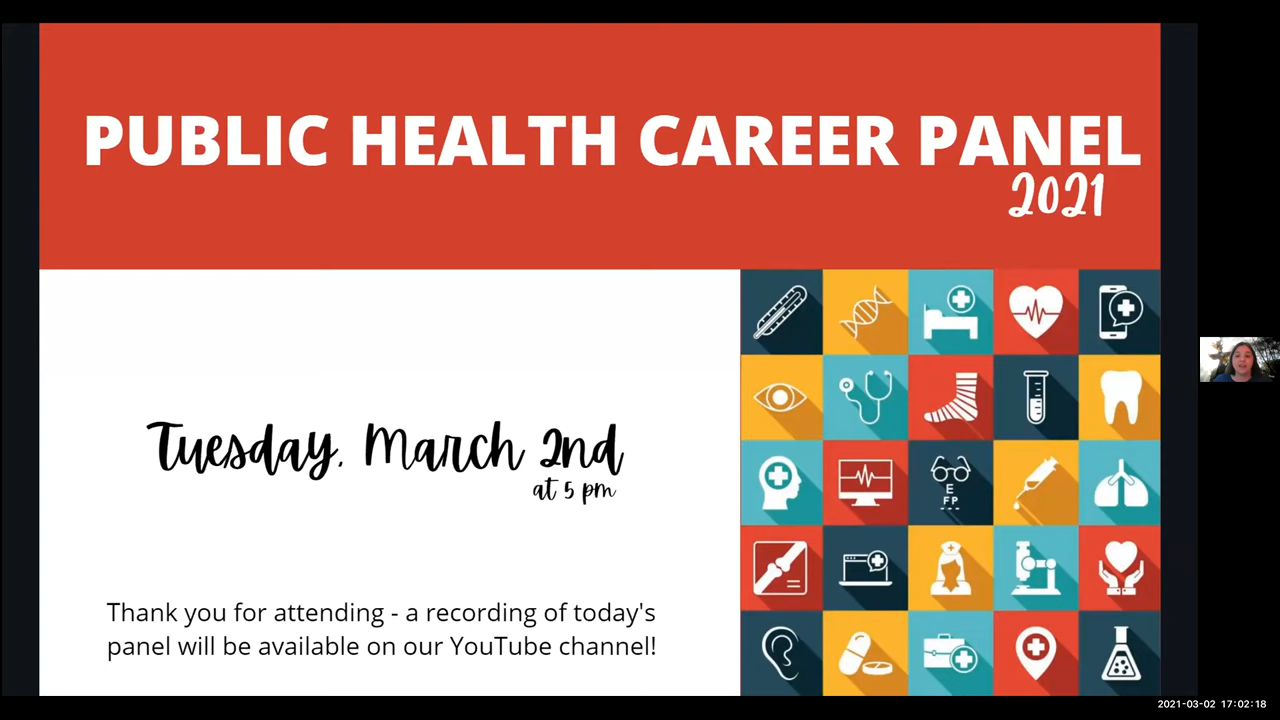 PUBLIC HEALTH CAREER PANEL
2021
Tuesday, March 2nd
at 5 pm
E
FP
Thank you for attending - a recording of today's
panel will be available on our YouTube channel!
2021-03-02 17:02:18